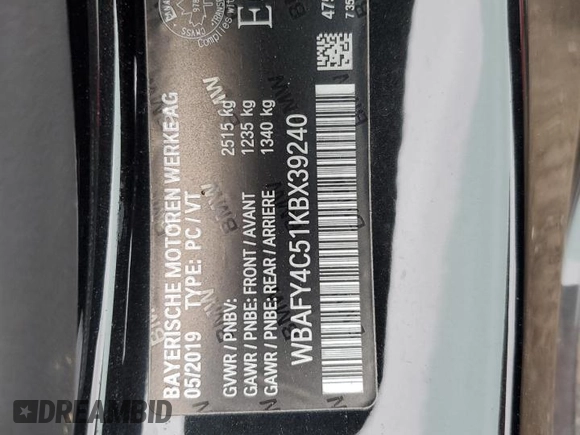 BAYERISCHE MOTOREN WERKE AG
05/2019 TYPE: PC / VT
GVWR / PNBV: 2515 kg
GAWR / PNBE: FRONT / AVANT 1235 kg
GAWR / PNBE: REAR / ARRIERE 1340 kg
WBAFY4C51KBX39240
BMW
DREAMBID